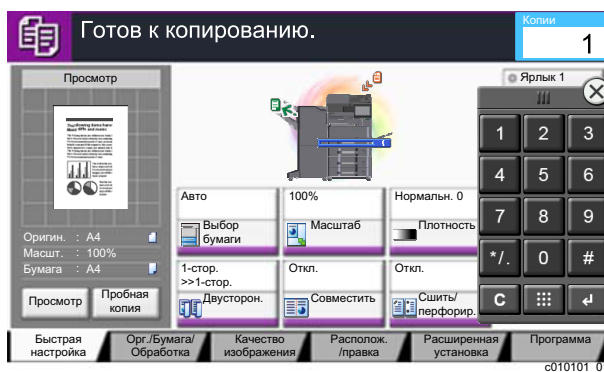 Готов к копированию.
Копии
1
Просмотр
Ярлык 1
Оригин. : A4
Масшт. : 100%
Бумага : A4
Просмотр
Пробная
копия
Авто
Выбор
бумаги
100%
Масштаб
Нормальн. 0
Плотность
1-стор.
>>1-стор.
Двусторон.
Откл.
Совместить
Откл.
Сшить/
перфорир.
1 2 3
4 5 6
7 8 9
*/. 0 #
C
Быстрая
настройка
Орг./Бумага/
Обработка
Качество
изображения
Располож.
/правка
Расширенная
установка
Программа
c010101_0